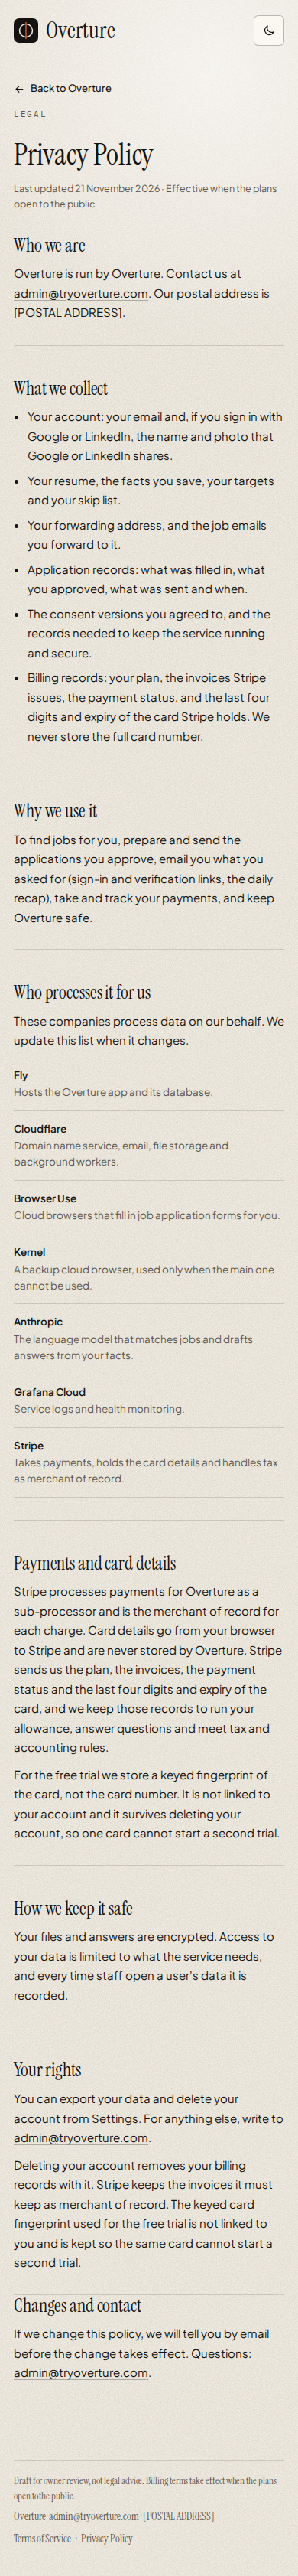 Overture
← Back to Overture
LEGAL
Privacy Policy
Last updated 21 November 2026 · Effective when the plans
open to the public
Who we are
Overture is run by Overture. Contact us at
admin@tryoverture.com. Our postal address is
[POSTAL ADDRESS].
What we collect
• Your account: your email and, if you sign in with
Google or LinkedIn, the name and photo that
Google or LinkedIn shares.
• Your resume, the facts you save, your targets
and your skip list.
• Your forwarding address, and the job emails
you forward to it.
• Application records: what was filled in, what
you approved, what was sent and when.
• The consent versions you agreed to, and the
records needed to keep the service running
and secure.
• Billing records: your plan, the invoices Stripe
issues, the payment status, and the last four
digits and expiry of the card Stripe holds. We
never store the full card number.
Why we use it
To find jobs for you, prepare and send the
applications you approve, email you what you
asked for (sign-in and verification links, the daily
recap), take and track your payments, and keep
Overture safe.
Who processes it for us
These companies process data on our behalf. We
update this list when it changes.
Fly
Hosts the Overture app and its database.
Cloudflare
Domain name service, email, file storage and
background workers.
Browser Use
Cloud browsers that fill in job application forms for you.
Kernel
A backup cloud browser, used only when the main one
cannot be used.
Anthropic
The language model that matches jobs and drafts
answers from your facts.
Grafana Cloud
Service logs and health monitoring.
Stripe
Takes payments, holds the card details and handles tax
as merchant of record.
Payments and card details
Stripe processes payments for Overture as a
sub-processor and is the merchant of record for
each charge. Card details go from your browser
to Stripe and are never stored by Overture. Stripe
sends us the plan, the invoices, the payment
status and the last four digits and expiry of the
card, and we keep those records to run your
allowance, answer questions and meet tax and
accounting rules.
For the free trial we store a keyed fingerprint of
the card, not the card number. It is not linked to
your account and it survives deleting your
account, so one card cannot start a second trial.
How we keep it safe
Your files and answers are encrypted. Access to
your data is limited to what the service needs,
and every time staff open a user's data it is
recorded.
Your rights
You can export your data and delete your
account from Settings. For anything else, write to
admin@tryoverture.com.
Deleting your account removes your billing
records with it. Stripe keeps the invoices it must
keep as merchant of record. The keyed card
fingerprint used for the free trial is not linked to
you and is kept so the same card cannot start a
second trial.
Changes and contact
If we change this policy, we will tell you by email
before the change takes effect. Questions:
admin@tryoverture.com.
Draft for owner review, not legal advice. Billing terms take effect when the plans
open to the public.
Overture · admin@tryoverture.com · [POSTAL ADDRESS]
Terms of Service · Privacy Policy